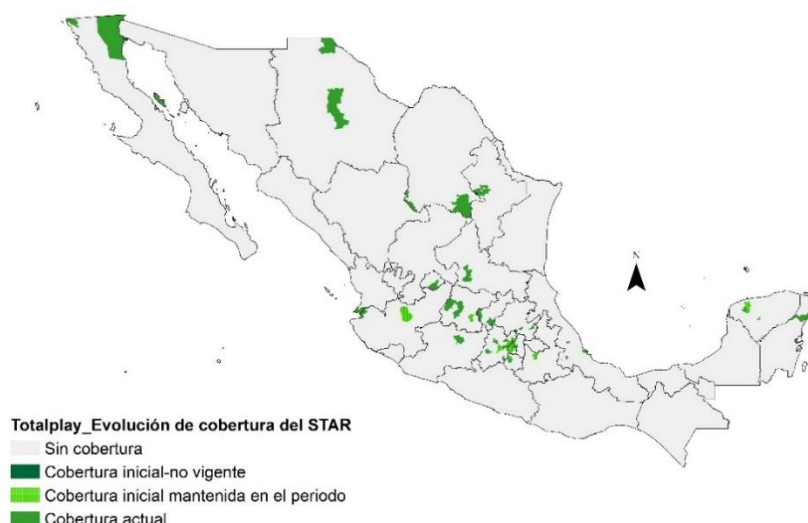 N
Totalplay_Evolución de cobertura del STAR
Sin cobertura
Cobertura inicial-no vigente
Cobertura inicial mantenida en el periodo
Cobertura actual